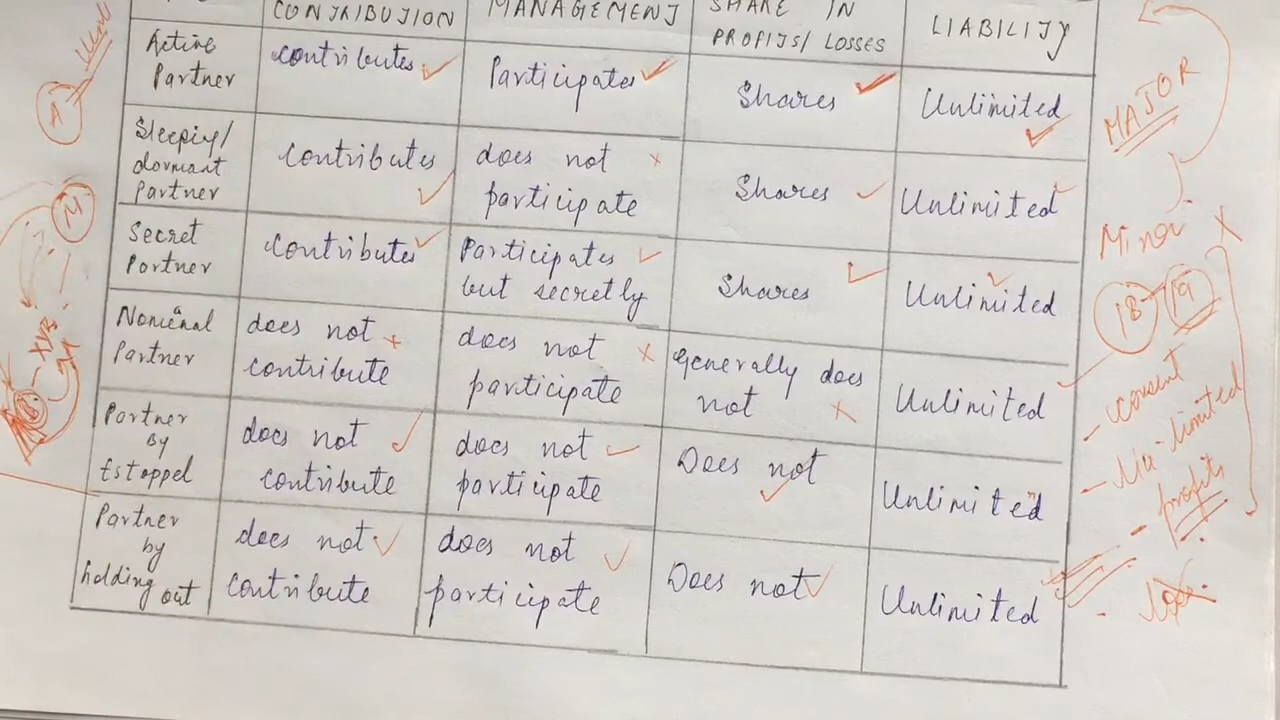 CONTRIBUTION
MANAGEMENT
SHARE IN
PROFITS/ LOSSES
LIABILITY
Active
Partner
contributes
Participates
Shares
Unlimited
Sleeping/
dormant
Partner
contributes
does not
participate
Shares
Unlimited
Secret
Partner
contributes
Participates
but secretly
Shares
Unlimited
Nominal
Partner
does not
contribute
does not
participate
Generally does
not
Unlimited
Partner
By
Estoppel
does not
contribute
does not
participate
Does not
Unlimited
Partner
by
holding out
does not
contribute
does not
participate
Does not
Unlimited
A
M
XYZ
MAJOR
Minor
18 - 19
- consent
- limited
- profits